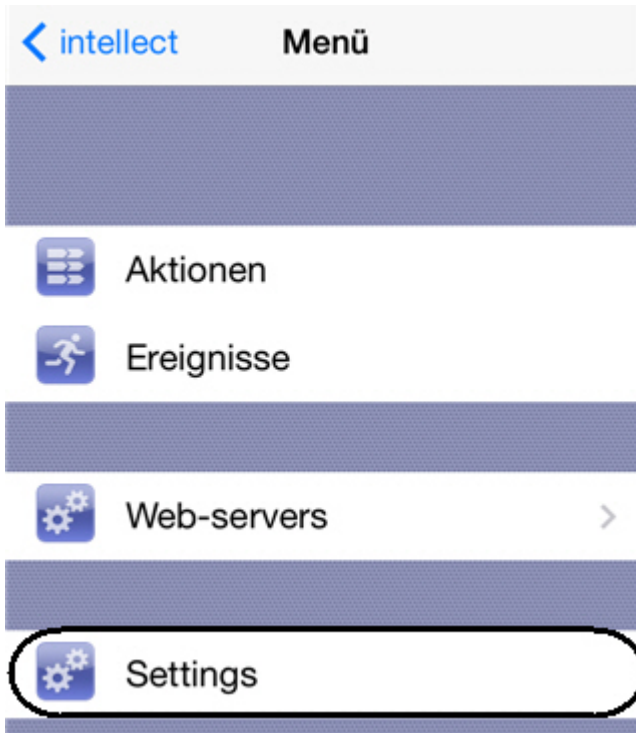 intellect Menü
Aktionen
Ereignisse
Web-servers
Settings